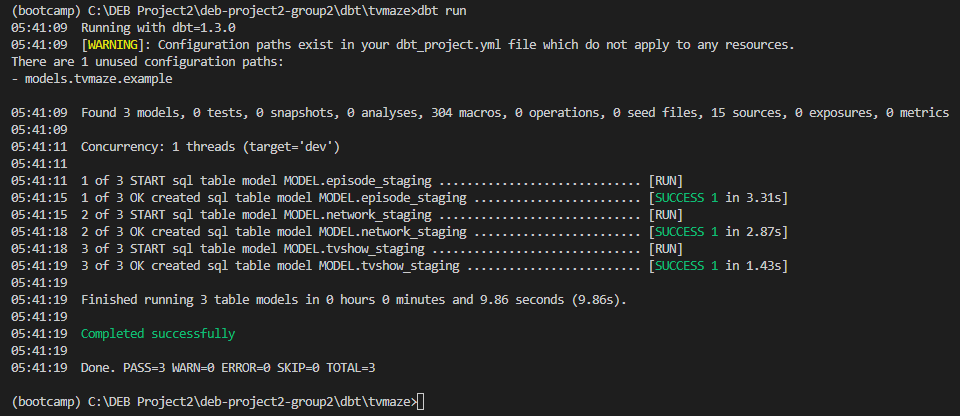 (bootcamp) C:\DEB Project2\deb-project2-group2\dbt\tvmaze>dbt run
05:41:09  Running with dbt=1.3.0
05:41:09  [WARNING]: Configuration paths exist in your dbt_project.yml file which do not apply to any resources.
There are 1 unused configuration paths:
- models.tvmaze.example
05:41:09  Found 3 models, 0 tests, 0 snapshots, 0 analyses, 304 macros, 0 operations, 0 seed files, 15 sources, 0 exposures, 0 metrics
05:41:09
05:41:11  Concurrency: 1 threads (target='dev')
05:41:11
05:41:11  1 of 3 START sql table model MODEL.episode_staging ............................. [RUN]
05:41:15  1 of 3 OK created sql table model MODEL.episode_staging ........................ [SUCCESS 1 in 3.31s]
05:41:15  2 of 3 START sql table model MODEL.network_staging ............................. [RUN]
05:41:18  2 of 3 OK created sql table model MODEL.network_staging ........................ [SUCCESS 1 in 2.87s]
05:41:18  3 of 3 START sql table model MODEL.tvshow_staging .............................. [RUN]
05:41:19  3 of 3 OK created sql table model MODEL.tvshow_staging ......................... [SUCCESS 1 in 1.43s]
05:41:19
05:41:19  Finished running 3 table models in 0 hours 0 minutes and 9.86 seconds (9.86s).
05:41:19
05:41:19  Completed successfully
05:41:19
05:41:19  Done. PASS=3 WARN=0 ERROR=0 SKIP=0 TOTAL=3
(bootcamp) C:\DEB Project2\deb-project2-group2\dbt\tvmaze>